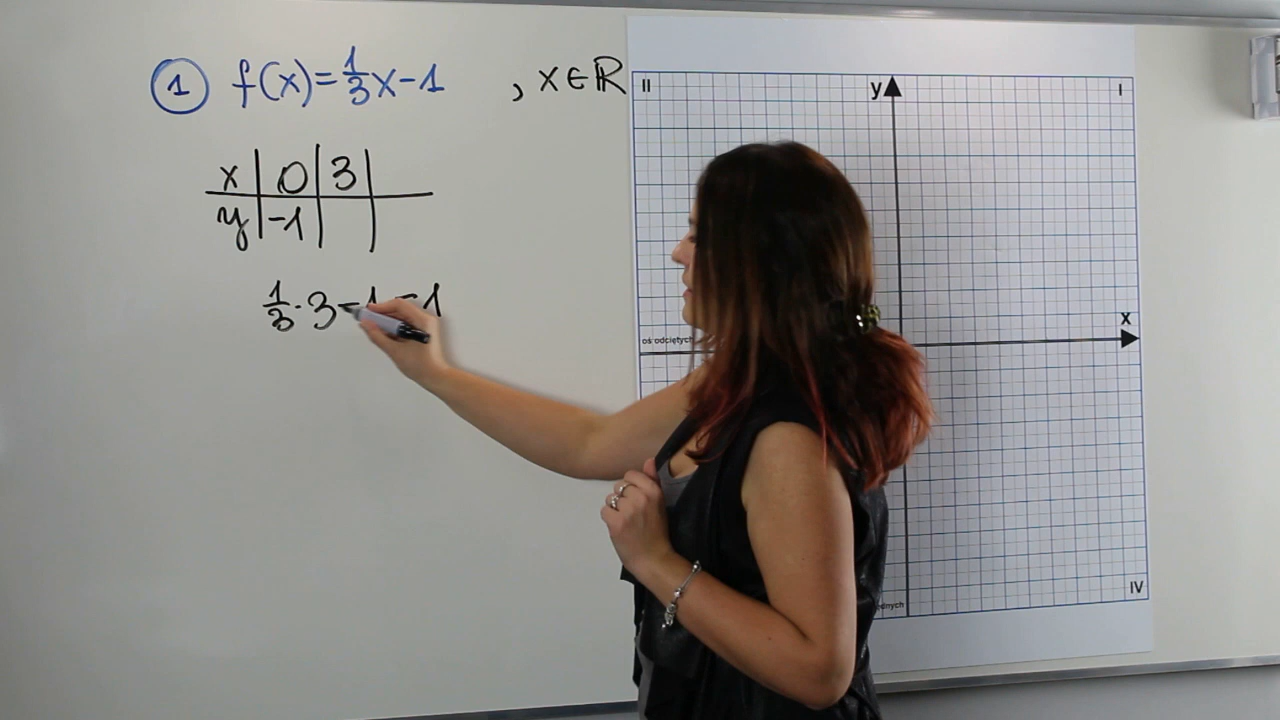 1 f(x)=1/3x-1 , x∈ℝ
x | 0 | 3 |
y | -1 | |
1/3·3-1=1
II
y
I
oś odciętych
x
IV